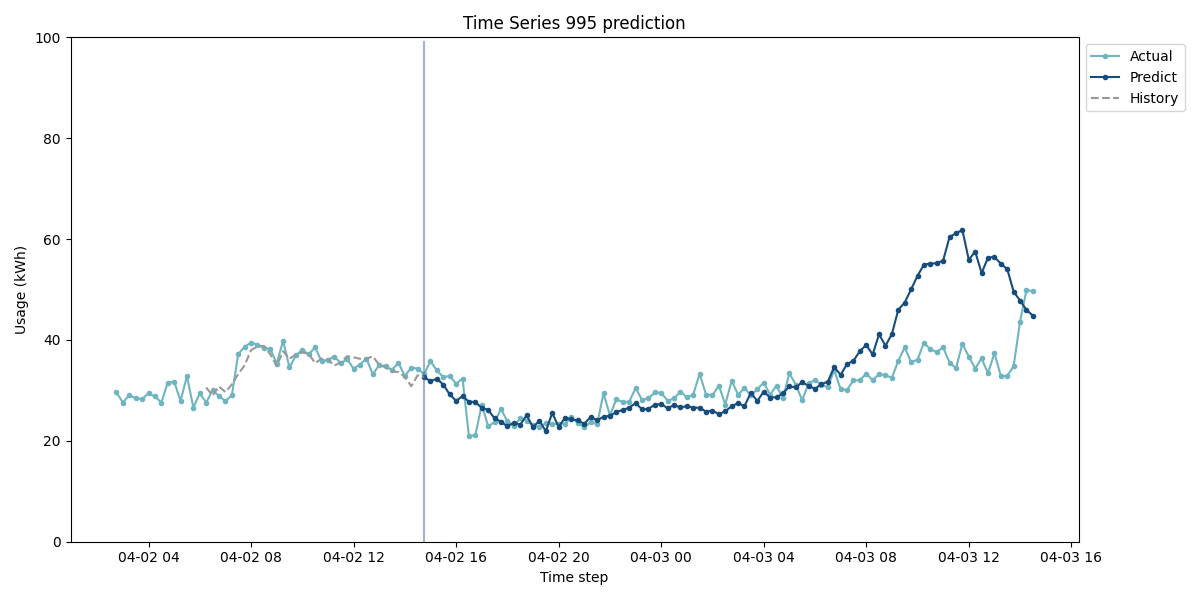 Time Series 995 prediction
100
80
60
40
20
0
Usage (kWh)
04-02 04
04-02 08
04-02 12
04-02 16
04-02 20
04-03 00
04-03 04
04-03 08
04-03 12
04-03 16
Time step
Actual
Predict
History